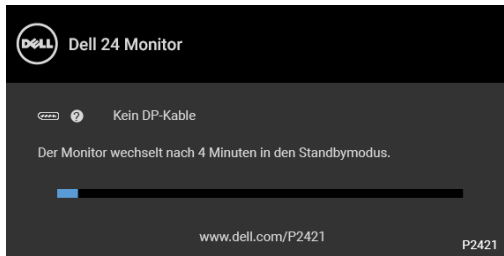 DELL
Dell 24 Monitor
Kein DP-Kable
Der Monitor wechselt nach 4 Minuten in den Standbymodus.
www.dell.com/P2421
P2421